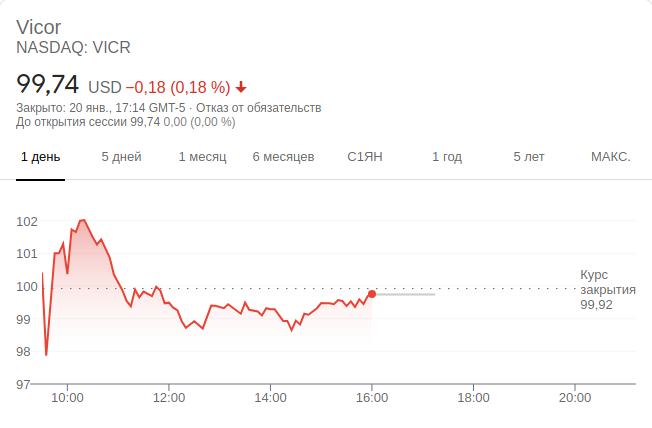 Vicor
NASDAQ: VICR
99,74 USD −0,18 (0,18 %)
Закрыто: 20 янв., 17:14 GMT-5 · Отказ от обязательств
До открытия сессии 99,74 0,00 (0,00 %)
1 день 5 дней 1 месяц 6 месяцев С1ЯН 1 год 5 лет МАКС.
102
101
100
99
98
97
Курс
закрытия
99,92
10:00 12:00 14:00 16:00 18:00 20:00